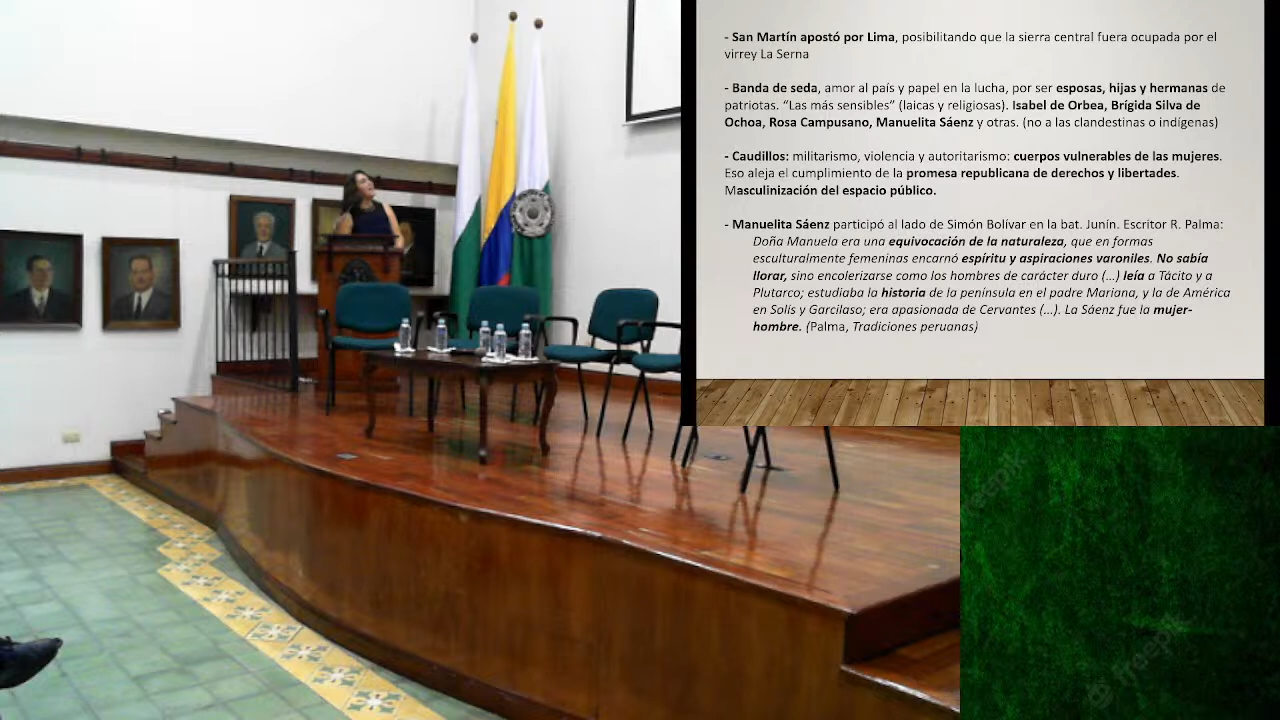 - San Martín apostó por Lima, posibilitando que la sierra central fuera ocupada por el
virrey La Serna
- Banda de seda, amor al país y papel en la lucha, por ser esposas, hijas y hermanas de
patriotas. “Las más sensibles” (laicas y religiosas). Isabel de Orbea, Brígida Silva de
Ochoa, Rosa Campusano, Manuelita Sáenz y otras. (no a las clandestinas o indígenas)
- Caudillos: militarismo, violencia y autoritarismo: cuerpos vulnerables de las mujeres.
Eso aleja el cumplimiento de la promesa republicana de derechos y libertades.
Masculinización del espacio público.
- Manuelita Sáenz participó al lado de Simón Bolívar en la bat. Junín. Escritor R. Palma:
Doña Manuela era una equivocación de la naturaleza, que en formas
esculturalmente femeninas encarnó espíritu y aspiraciones varoniles. No sabía
llorar, sino encolerizarse como los hombres de carácter duro (...) leía a Tácito y a
Plutarco; estudiaba la historia de la península en el padre Mariana, y la de América
en Solís y Garcilaso; era apasionada de Cervantes (...). La Sáenz fue la mujer-
hombre. (Palma, Tradiciones peruanas)
freepik
freepik